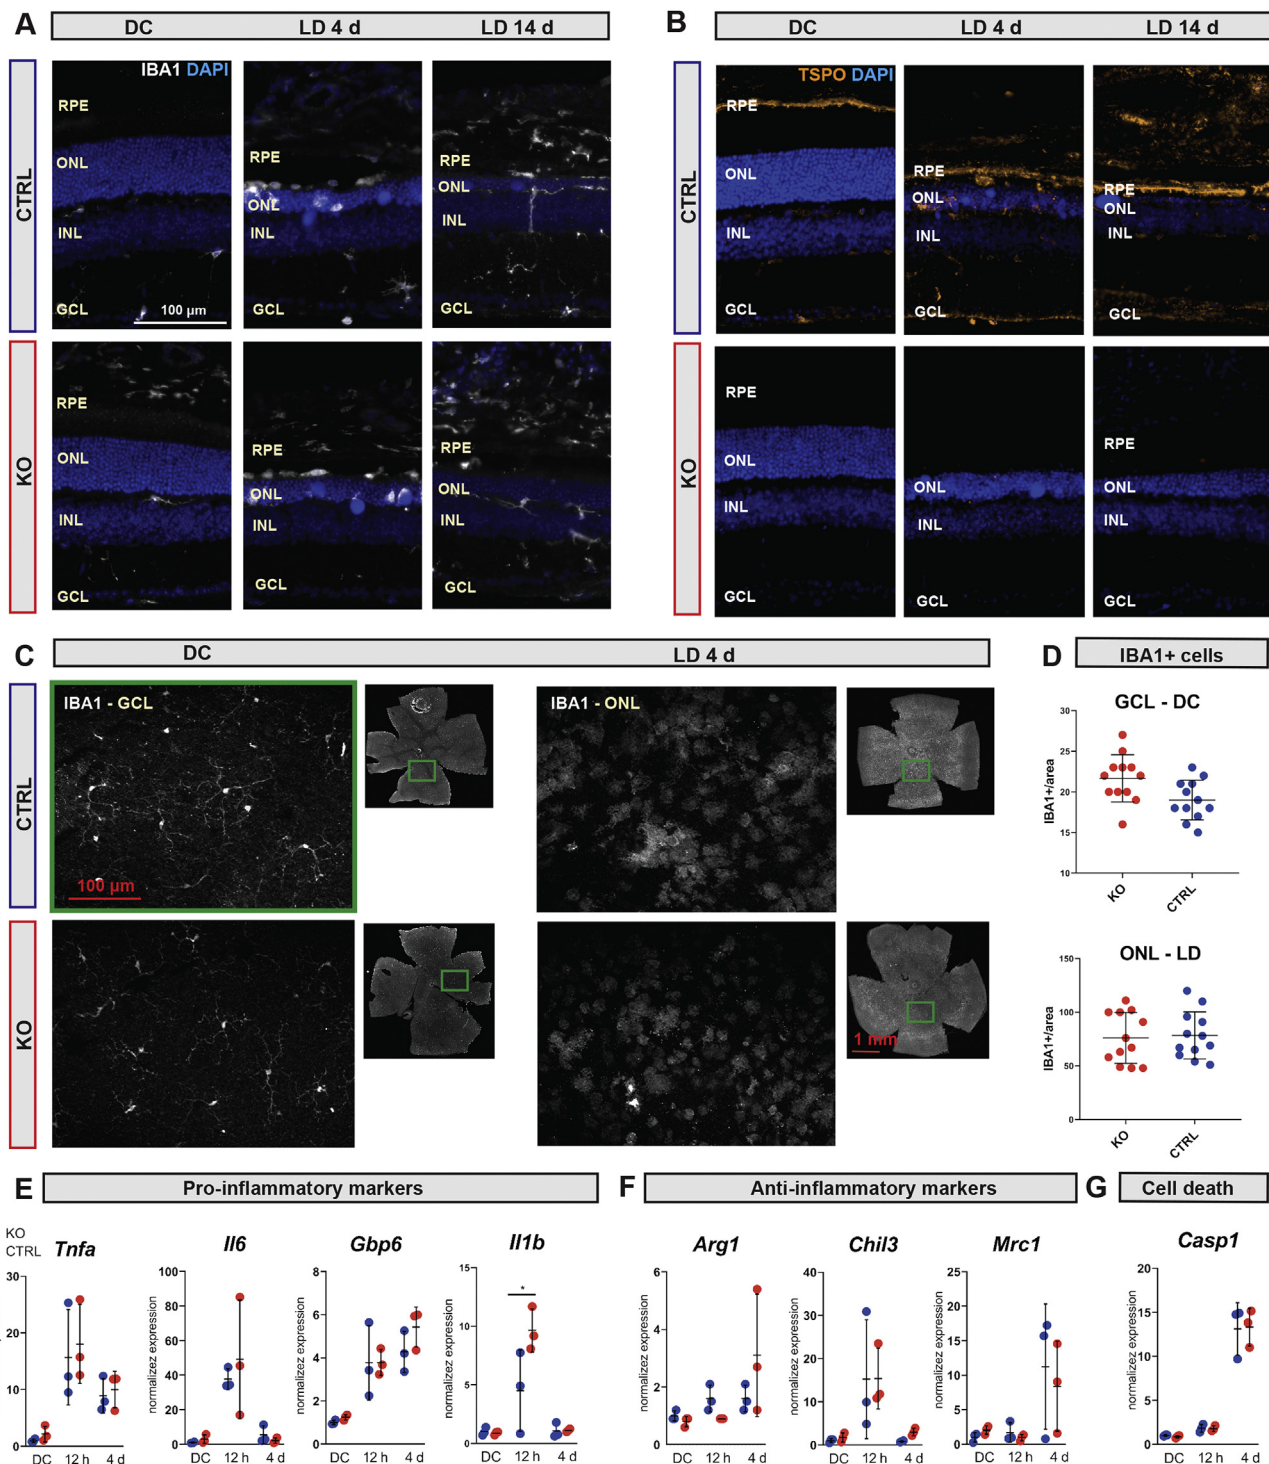 A
DC
LD 4 d
LD 14 d
CTRL
IBA1 DAPI
RPE
ONL
INL
GCL
100 µm
RPE
ONL
INL
GCL
RPE
ONL
INL
GCL
KO
RPE
ONL
INL
GCL
RPE
ONL
INL
GCL
RPE
ONL
INL
GCL
B
DC
LD 4 d
LD 14 d
CTRL
TSPO DAPI
RPE
ONL
INL
GCL
RPE
ONL
INL
GCL
RPE
ONL
INL
GCL
KO
RPE
ONL
INL
GCL
ONL
INL
GCL
RPE
ONL
INL
GCL
C
DC
LD 4 d
CTRL
IBA1 - GCL
100 µm
IBA1 - ONL
KO
1 mm
D
IBA1+ cells
GCL - DC
IBA1+/area
30
25
20
15
10
KO
CTRL
ONL - LD
IBA1+/area
150
100
50
0
KO
CTRL
E
Pro-inflammatory markers
KO
CTRL
Tnfa
30
20
10
0
DC 12 h 4 d
Il6
normalizez expression
100
80
60
40
20
0
DC 12 h 4 d
Gbp6
normalizez expression
8
6
4
2
0
DC 12 h 4 d
Il1b
normalizez expression
15
10
5
0
*
DC 12 h 4 d
F
Anti-inflammatory markers
Arg1
normalizez expression
6
4
2
0
DC 12 h 4 d
Chil3
normalizez expression
40
30
20
10
0
DC 12 h 4 d
Mrc1
normalizez expression
25
20
15
10
5
0
DC 12 h 4 d
G
Cell death
Casp1
normalizez expression
20
15
10
5
0
DC 12 h 4 d